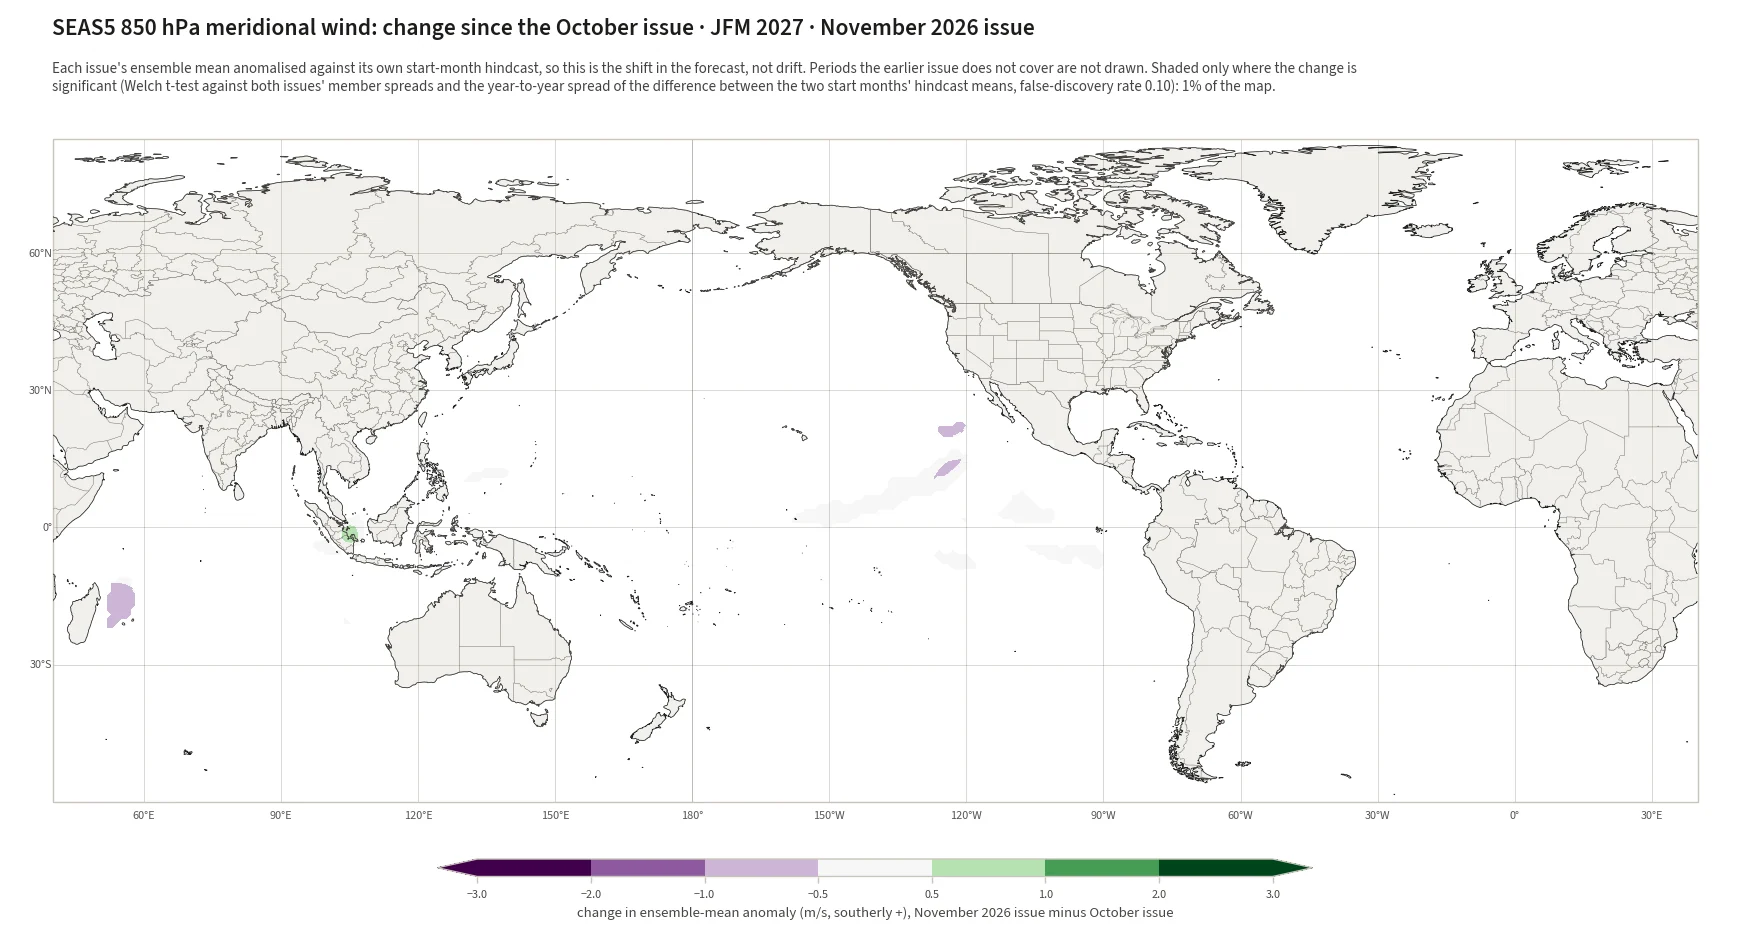 SEAS5 850 hPa meridional wind: change since the October issue · JFM 2027 · November 2026 issue
Each issue's ensemble mean anomalised against its own start-month hindcast, so this is the shift in the forecast, not drift. Periods the earlier issue does not cover are not drawn. Shaded only where the change is
significant (Welch t-test against both issues' member spreads and the year-to-year spread of the difference between the two start months' hindcast means, false-discovery rate 0.10): 1% of the map.
60°N
30°N
0°
30°S
60°E 90°E 120°E 150°E 180° 150°W 120°W 90°W 60°W 30°W 0° 30°E
−3.0 −2.0 −1.0 −0.5 0.5 1.0 2.0 3.0
change in ensemble-mean anomaly (m/s, southerly +), November 2026 issue minus October issue